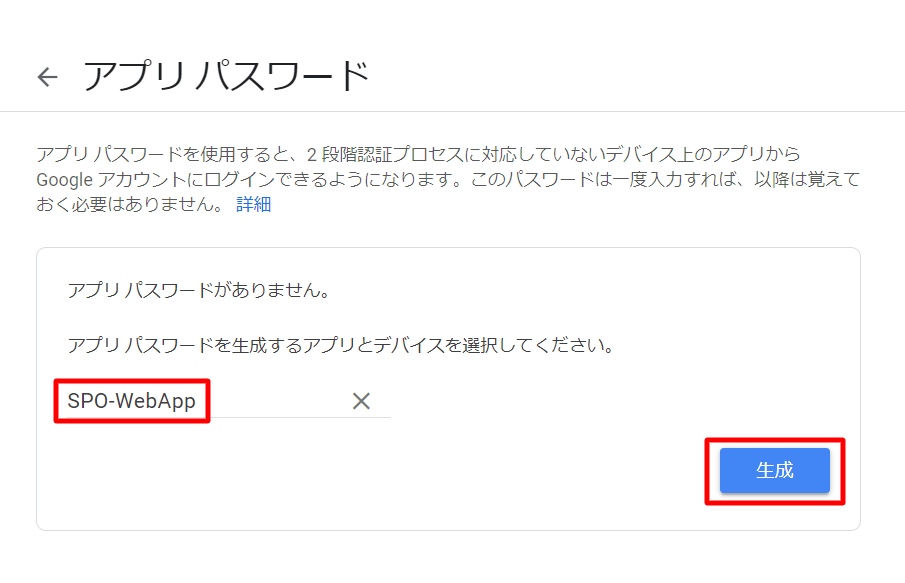 アプリ パスワード
アプリ パスワードを使用すると、2 段階認証プロセスに対応していないデバイス上のアプリから
Google アカウントにログインできるようになります。このパスワードは一度入力すれば、以降は覚えて
おく必要はありません。 詳細
アプリ パスワードがありません。
アプリ パスワードを生成するアプリとデバイスを選択してください。
SPO-WebApp
生成